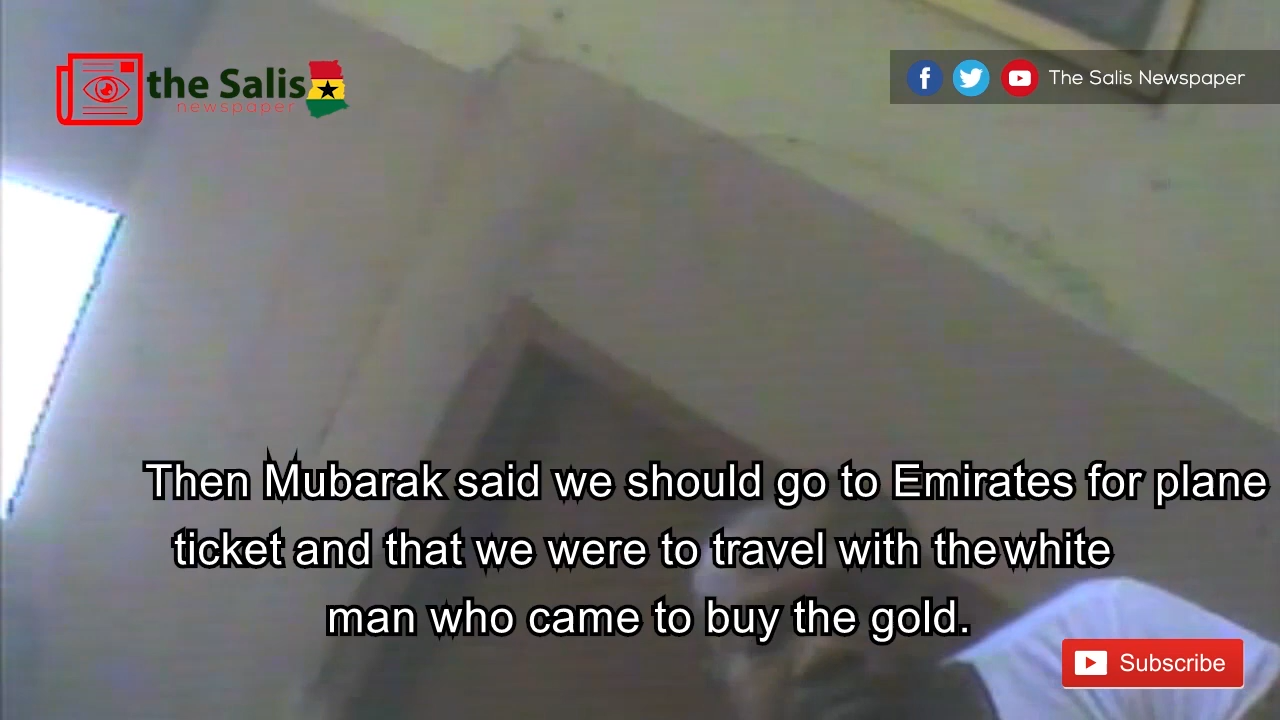 the Salis
newspaper
The Salis Newspaper
Then Mubarak said we should go to Emirates for plane
ticket and that we were to travel with the white
man who came to buy the gold.
Subscribe